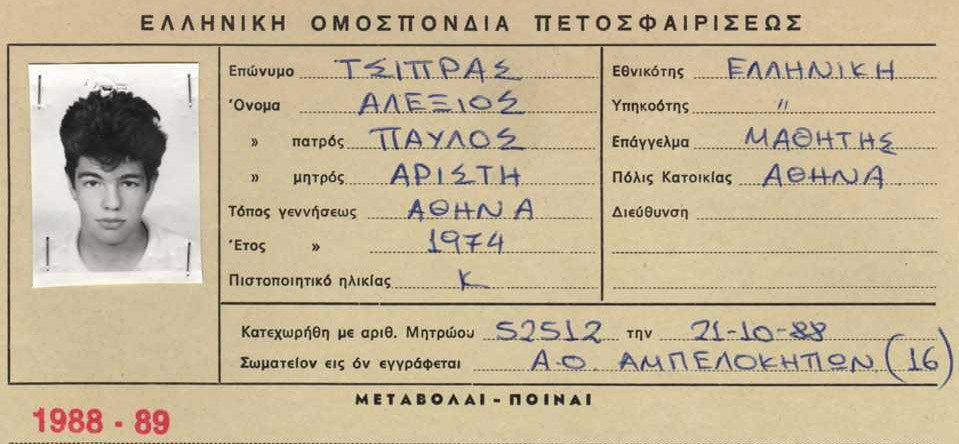 ΕΛΛΗΝΙΚΗ ΟΜΟΣΠΟΝΔΙΑ ΠΕΤΟΣΦΑΙΡΙΣΕΩΣ
Επώνυμο ΤΣΙΠΡΑΣ
Όνομα ΑΛΕΞΙΟΣ
» πατρός ΠΑΥΛΟΣ
» μητρός ΑΡΙΣΤΗ
Τόπος γεννήσεως ΑΘΗΝΑ
Έτος » 1974
Πιστοποιητικό ηλικίας Κ
Εθνικότης ΕΛΛΗΝΙΚΗ
Υπηκοότης "
Επάγγελμα ΜΑΘΗΤΗΣ
Πόλις Κατοικίας ΑΘΗΝΑ
Διεύθυνση
Κατεχωρήθη με αριθ. Μητρώου 52512 την 21-10-88
Σωματείον εις όν εγγράφεται Α.Ο. ΑΜΠΕΛΟΚΗΠΩΝ (16)
ΜΕΤΑΒΟΛΑΙ - ΠΟΙΝΑΙ
1988 - 89